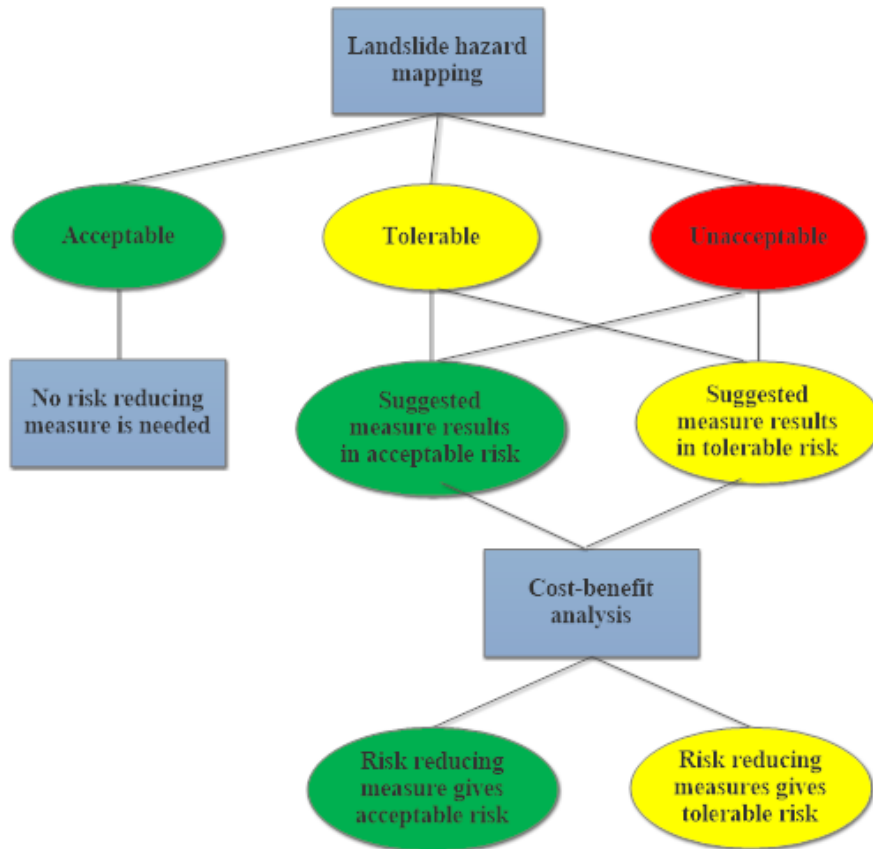 Landslide hazard
mapping
Acceptable
Tolerable
Unacceptable
No risk reducing
measure is needed
Suggested
measure results
in acceptable risk
Suggested
measure results
in tolerable risk
Cost-benefit
analysis
Risk reducing
measure gives
acceptable risk
Risk reducing
measures gives
tolerable risk